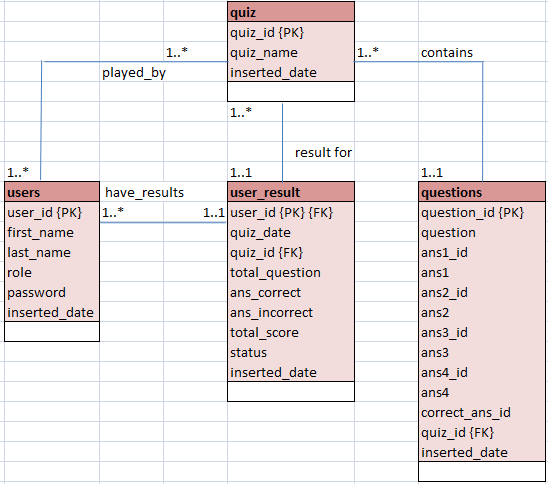 quiz
quiz_id {PK}
quiz_name
inserted_date
1..*
1..*
played_by
contains
1..*
result for
1..*
1..1
1..1
users
user_id {PK}
first_name
last_name
role
password
inserted_date
have_results
1..*
1..1
user_result
user_id {PK} {FK}
quiz_date
quiz_id {FK}
total_question
ans_correct
ans_incorrect
total_score
status
inserted_date
questions
question_id {PK}
question
ans1_id
ans1
ans2_id
ans2
ans3_id
ans3
ans4_id
ans4
correct_ans_id
quiz_id {FK}
inserted_date